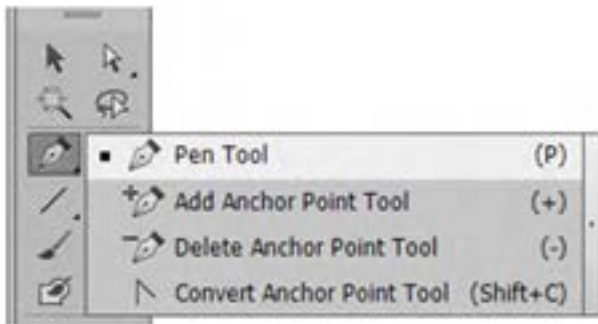 Pen Tool (P)
Add Anchor Point Tool (+)
Delete Anchor Point Tool (-)
Convert Anchor Point Tool (Shift+C)